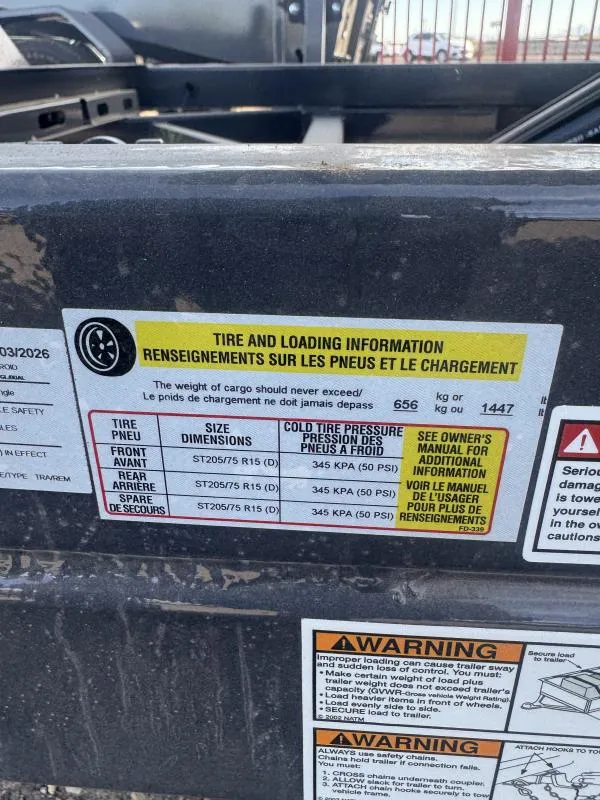 03/2026
LE SAFETY
IN EFFECT
E/TYPE TRA/REM
TIRE AND LOADING INFORMATION
RENSEIGNEMENTS SUR LES PNEUS ET LE CHARGEMENT
The weight of cargo should never exceed/
Le poids de chargement ne doit jamais depass
656
kg or
kg ou
1447
TIRE
PNEU
SIZE
DIMENSIONS
COLD TIRE PRESSURE
PRESSION DES
PNEUS A FROID
FRONT
AVANT
ST205/75 R15 (D)
345 KPA (50 PSI)
REAR
ARRIÈRE
ST205/75 R15 (D)
345 KPA (50 PSI)
SPARE
DE SECOURS
ST205/75 R15 (D)
345 KPA (50 PSI)
SEE OWNER'S
MANUAL FOR
ADDITIONAL
INFORMATION
VOIR LE MANUEL
DE L'USAGER
POUR PLUS DE
RENSEIGNEMENTS
FD-339
Seriou
damag
is towe
yoursel
in the ow
cautions
WARNING
Improper loading can cause trailer sway
and sudden loss of control. You must:
• Make certain weight of load plus
trailer weight does not exceed trailer's
capacity (GVWR-Gross vehicle Weight Rating)
• Load heavier items in front of wheels.
• Load evenly side to side.
• SECURE load to trailer.
© 2002 NATM
Secure load
to trailer
WARNING
ALWAYS use safety chains.
Chains hold trailer if connection fails.
You must:
1. CROSS chains underneath coupler.
2. ALLOW slack for trailer to turn.
3. ATTACH chain hooks securely to tow
vehicle frame.
© 2002 NATM
ATTACH HOOKS TO TO